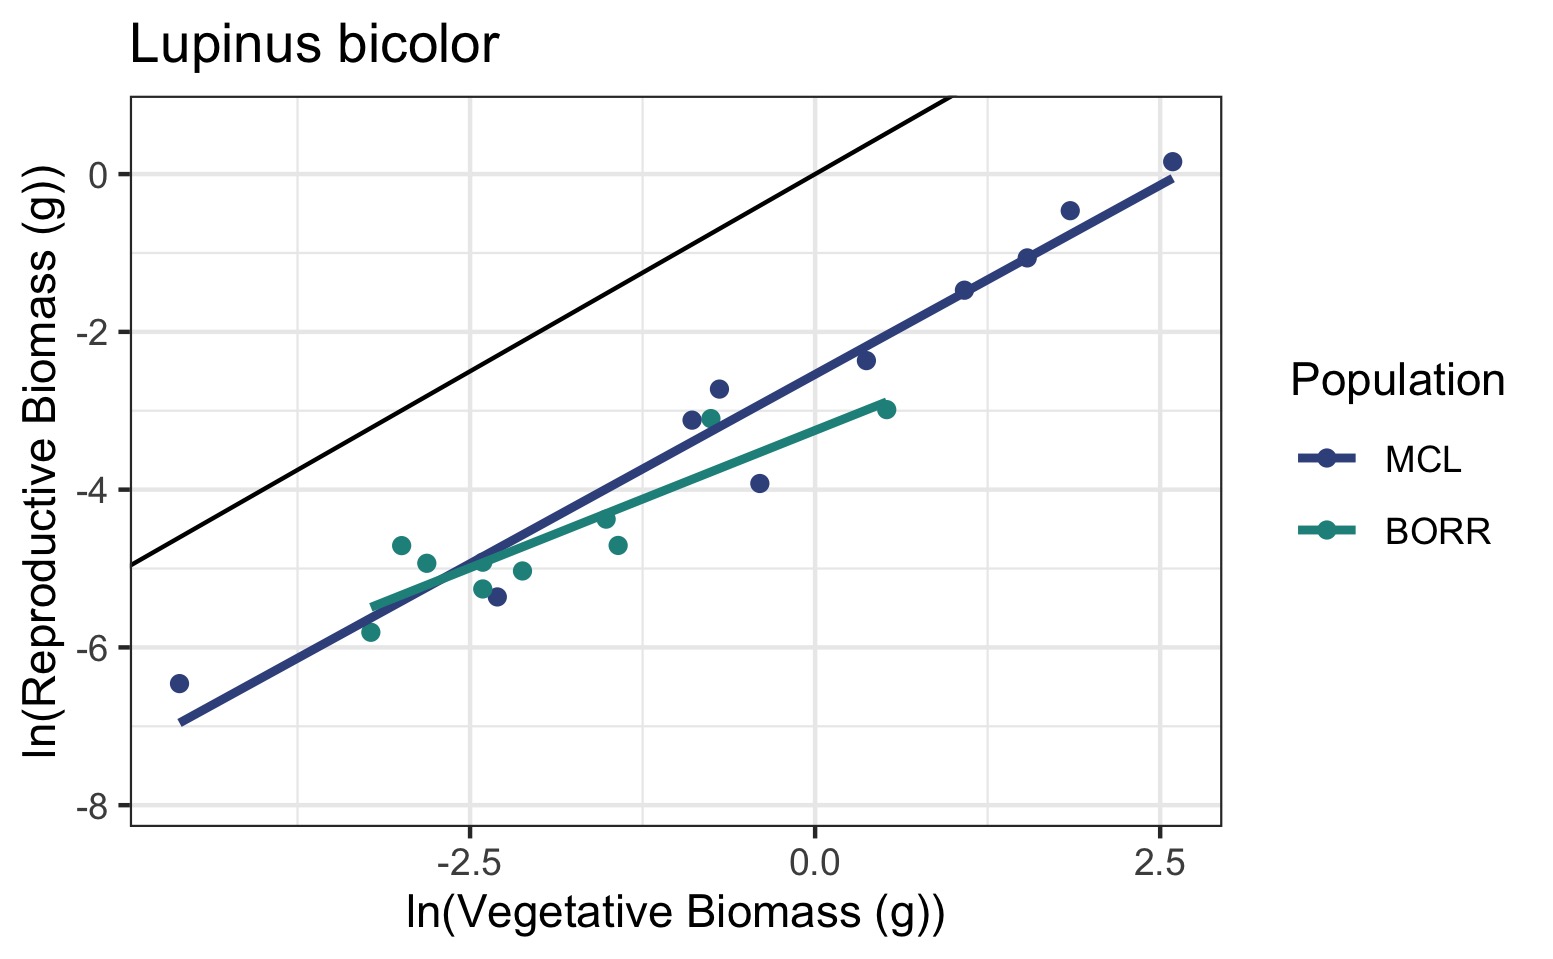 Lupinus bicolor
ln(Reproductive Biomass (g))
0
-2
-4
-6
-8
-2.5
0.0
2.5
ln(Vegetative Biomass (g))
Population
MCL
BORR